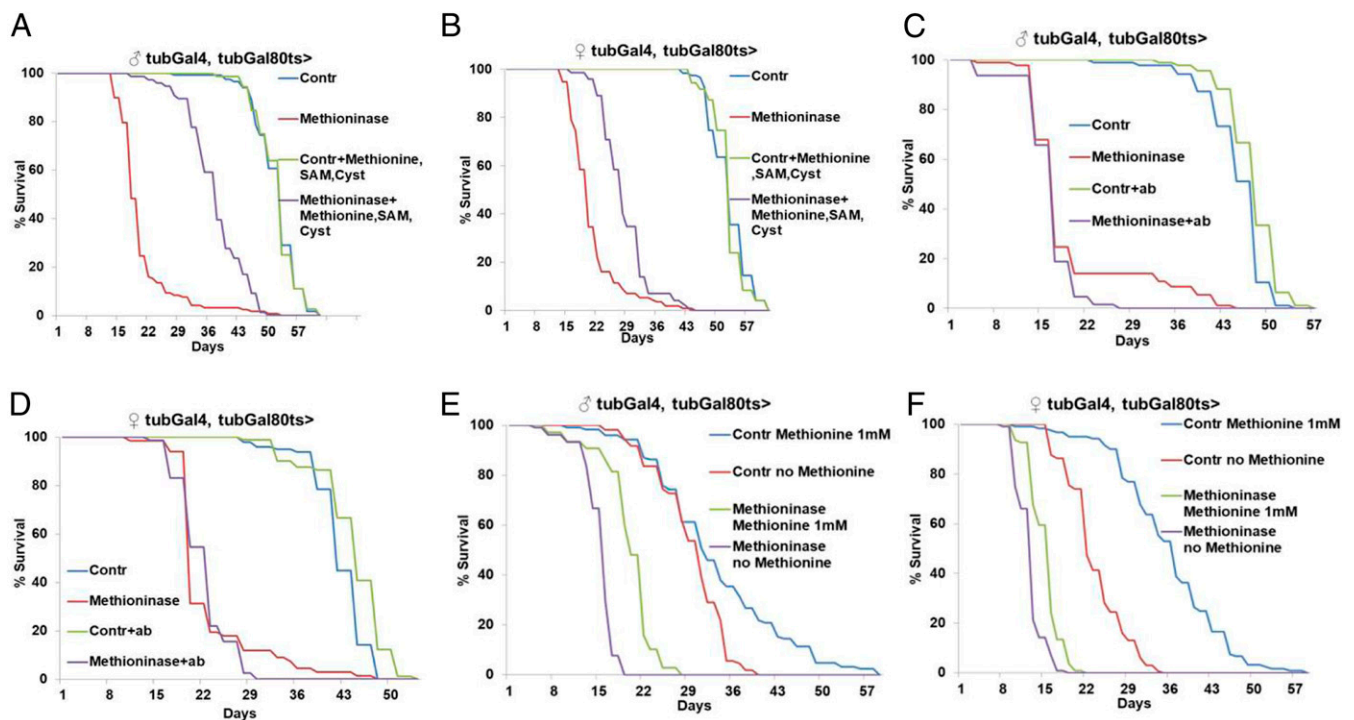 A
♂ tubGal4, tubGal80ts>
% Survival
100
80
60
40
20
0
1 8 15 22 29 36 43 50 57
Days
Contr
Methioninase
Contr+Methionine,
SAM,Cyst
Methioninase+
Methionine,SAM,
Cyst
B
♀ tubGal4, tubGal80ts>
% Survival
100
80
60
40
20
0
1 8 15 22 29 36 43 50 57
Days
Contr
Methioninase
Contr+Methionine
,SAM,Cyst
Methioninase+
Methionine,SAM,
Cyst
C
♂ tubGal4, tubGal80ts>
% Survival
100
80
60
40
20
0
1 8 15 22 29 36 43 50 57
Days
Contr
Methioninase
Contr+ab
Methioninase+ab
D
♀ tubGal4, tubGal80ts>
% Survival
100
80
60
40
20
0
1 8 15 22 29 36 43 50
Days
Contr
Methioninase
Contr+ab
Methioninase+ab
E
♂ tubGal4, tubGal80ts>
% Survival
100
80
60
40
20
0
1 8 15 22 29 36 43 50 57
Days
Contr Methionine 1mM
Contr no Methionine
Methioninase
Methionine 1mM
Methioninase
no Methionine
F
♀ tubGal4, tubGal80ts>
% Survival
100
80
60
40
20
0
1 8 15 22 29 36 43 50 57
Days
Contr Methionine 1mM
Contr no Methionine
Methioninase
Methionine 1mM
Methioninase
no Methionine